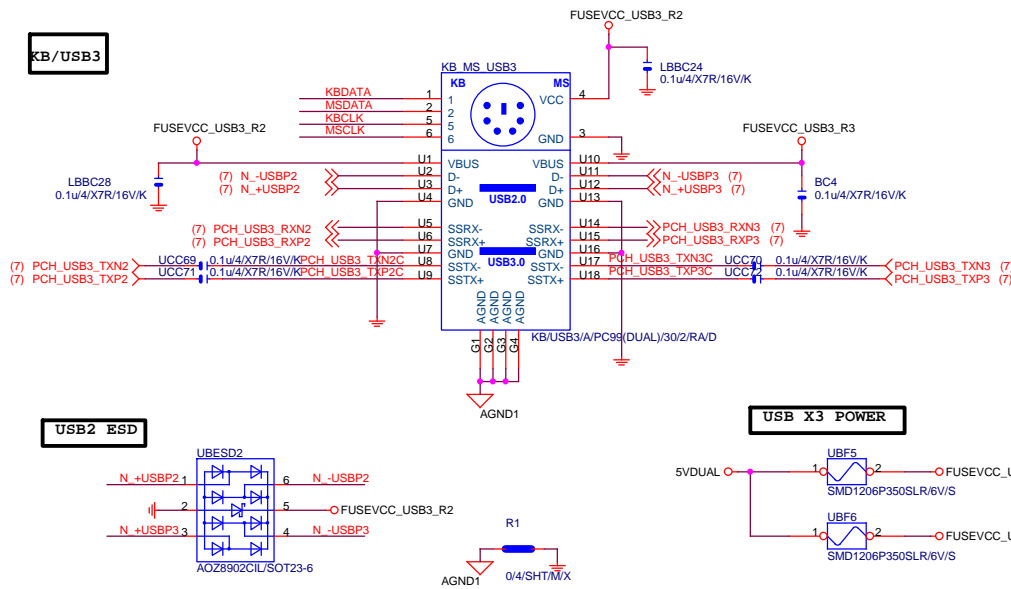 FUSEVCC_USB3_R2
KB/USB3
LBBC24
0.1u/4/X7R/16V/K
KB_MS_USB3
KB MS
KBDATA 1 1 VCC 4
MSDATA 2 2
KBCLK 5 5
MSCLK 6 6 GND 3
FUSEVCC_USB3_R2
FUSEVCC_USB3_R3
U1 VBUS VBUS U10
LBBC28
0.1u/4/X7R/16V/K
(7) N_-USBP2 U2 D- D- U11 N_-USBP3 (7)
(7) N_+USBP2 U3 D+ D+ U12 N_+USBP3 (7)
U4 GND GND U13
BC4
0.1u/4/X7R/16V/K
USB2.0
(7) PCH_USB3_RXN2 U5 SSRX- SSRX- U14 PCH_USB3_RXN3 (7)
(7) PCH_USB3_RXP2 U6 SSRX+ SSRX+ U15 PCH_USB3_RXP3 (7)
U7 GND GND U16
USB3.0
(7) PCH_USB3_TXN2 UCC69 0.1u/4/X7R/16V/K PCH_USB3_TXN2C U8 SSTX- SSTX- U17 PCH_USB3_TXN3C UCC70 0.1u/4/X7R/16V/K PCH_USB3_TXN3 (7)
(7) PCH_USB3_TXP2 UCC71 0.1u/4/X7R/16V/K PCH_USB3_TXP2C U9 SSTX+ SSTX+ U18 PCH_USB3_TXP3C UCC72 0.1u/4/X7R/16V/K PCH_USB3_TXP3 (7)
AGND AGND AGND AGND
G1 G2 G3 G4
KB/USB3/A/PC99(DUAL)/30/2/RA/D
AGND1
USB2 ESD
USB X3 POWER
UBESD2
N_+USBP2 1 6 N_-USBP2
2 5 FUSEVCC_USB3_R2
N_+USBP3 3 4 N_-USBP3
AOZ8902CIL/SOT23-6
R1
0/4/SHT/M/X
AGND1
UBF5
5VDUAL 1 2 FUSEVCC_U
SMD1206P350SLR/6V/S
UBF6
1 2 FUSEVCC_U
SMD1206P350SLR/6V/S